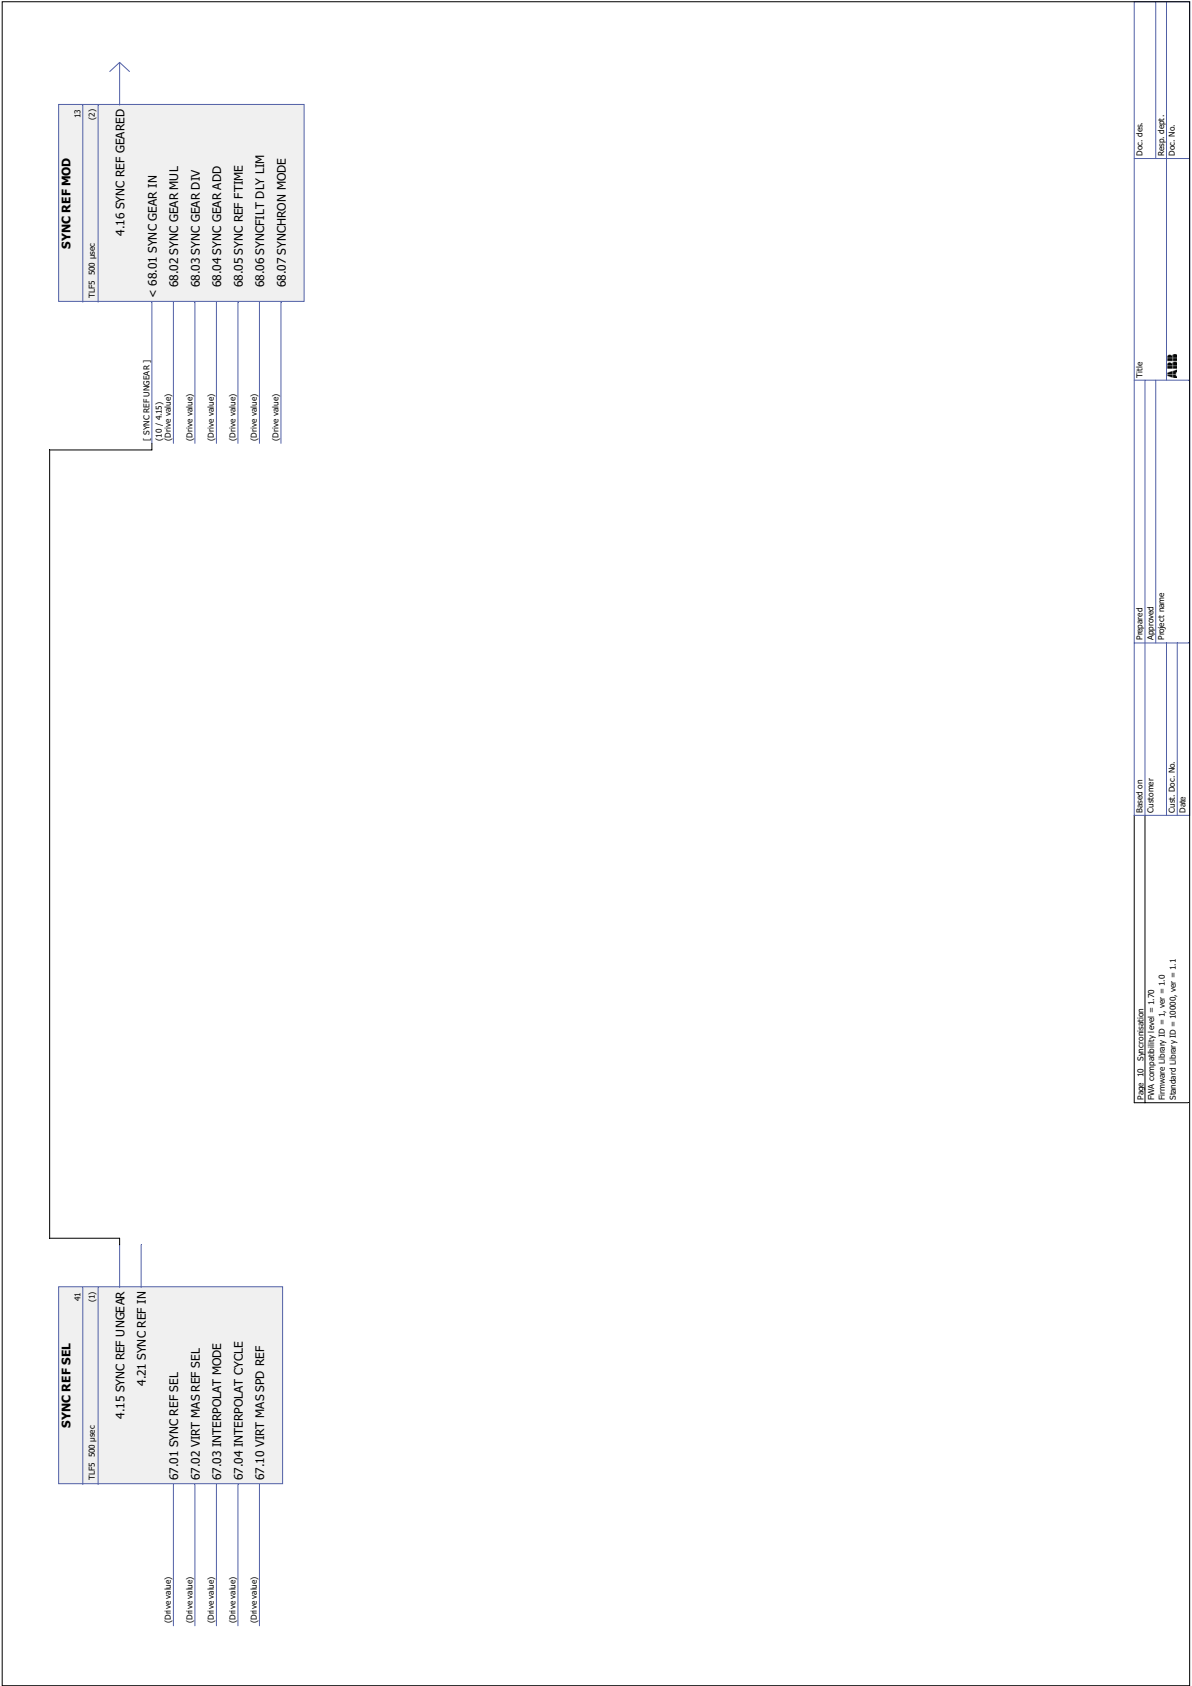 SYNC REF SEL
41
TLF5 500 µsec
(1)
4.15 SYNC REF UNGEAR
4.21 SYNC REF IN
(Drive value)
67.01 SYNC REF SEL
(Drive value)
67.02 VIRT MAS REF SEL
(Drive value)
67.03 INTERPOLAT MODE
(Drive value)
67.04 INTERPOLAT CYCLE
(Drive value)
67.10 VIRT MAS SPD REF
SYNC REF MOD
13
TLF5 500 µsec
(2)
4.16 SYNC REF GEARED
[ SYNC REF UNGEAR ]
(10 / 4.15)
< 68.01 SYNC GEAR IN
(Drive value)
68.02 SYNC GEAR MUL
(Drive value)
68.03 SYNC GEAR DIV
(Drive value)
68.04 SYNC GEAR ADD
(Drive value)
68.05 SYNC REF FTIME
(Drive value)
68.06 SYNCFILT DLY LIM
(Drive value)
68.07 SYNCHRON MODE
Page 10 Syncronisation
FWA compatibility level = 1.70
Firmware Library ID = 1, ver = 1.0
Standard Library ID = 10000, ver = 1.1
Based on
Customer
Cust. Doc. No.
Date
Prepared
Approved
Project name
Title
ABB
Doc. des.
Resp. dept.
Doc. No.